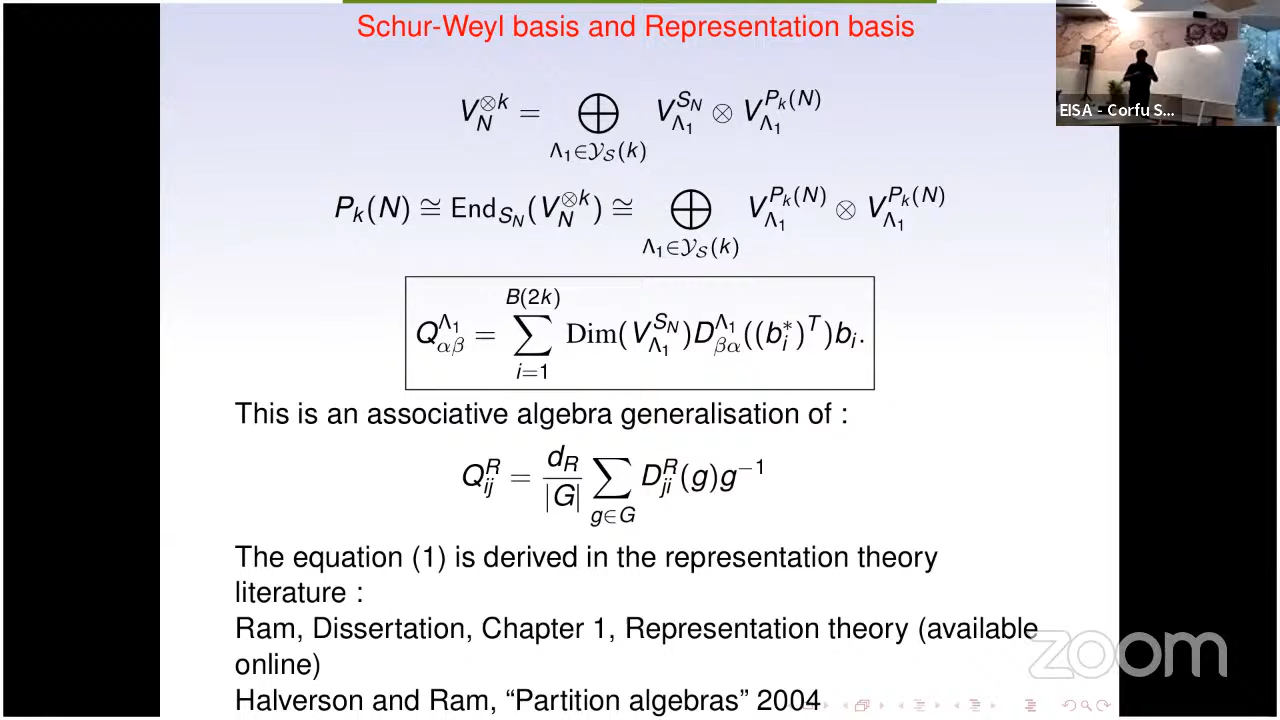 Schur-Weyl basis and Representation basis
V_N^{⊗k} = ⨁_{Λ₁∈𝒴_𝒮(k)} V_{Λ₁}^{S_N} ⊗ V_{Λ₁}^{P_k(N)}
P_k(N) ≅ End_{S_N}(V_N^{⊗k}) ≅ ⨁_{Λ₁∈𝒴_𝒮(k)} V_{Λ₁}^{P_k(N)} ⊗ V_{Λ₁}^{P_k(N)}
Q_{αβ}^{Λ₁} = ∑_{i=1}^{B(2k)} Dim(V_{Λ₁}^{S_N}) D_{βα}^{Λ₁}((b_i^*)^T) b_i.
This is an associative algebra generalisation of :
Q_{ij}^R = \frac{d_R}{|G|} ∑_{g∈G} D_{ji}^R(g) g^{-1}
The equation (1) is derived in the representation theory
literature :
Ram, Dissertation, Chapter 1, Representation theory (available
online)
Halverson and Ram, “Partition algebras” 2004
EISA - Corfu S...
zoom